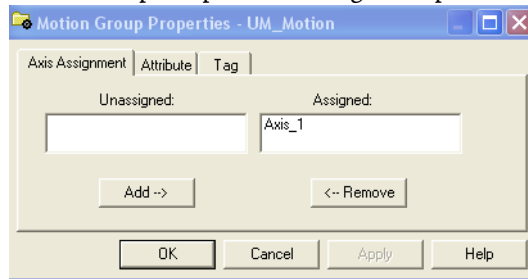 Motion Group Properties - UM_Motion
Axis Assignment Attribute Tag
Unassigned: Assigned:
Axis_1
Add --> <-- Remove
OK Cancel Apply Help